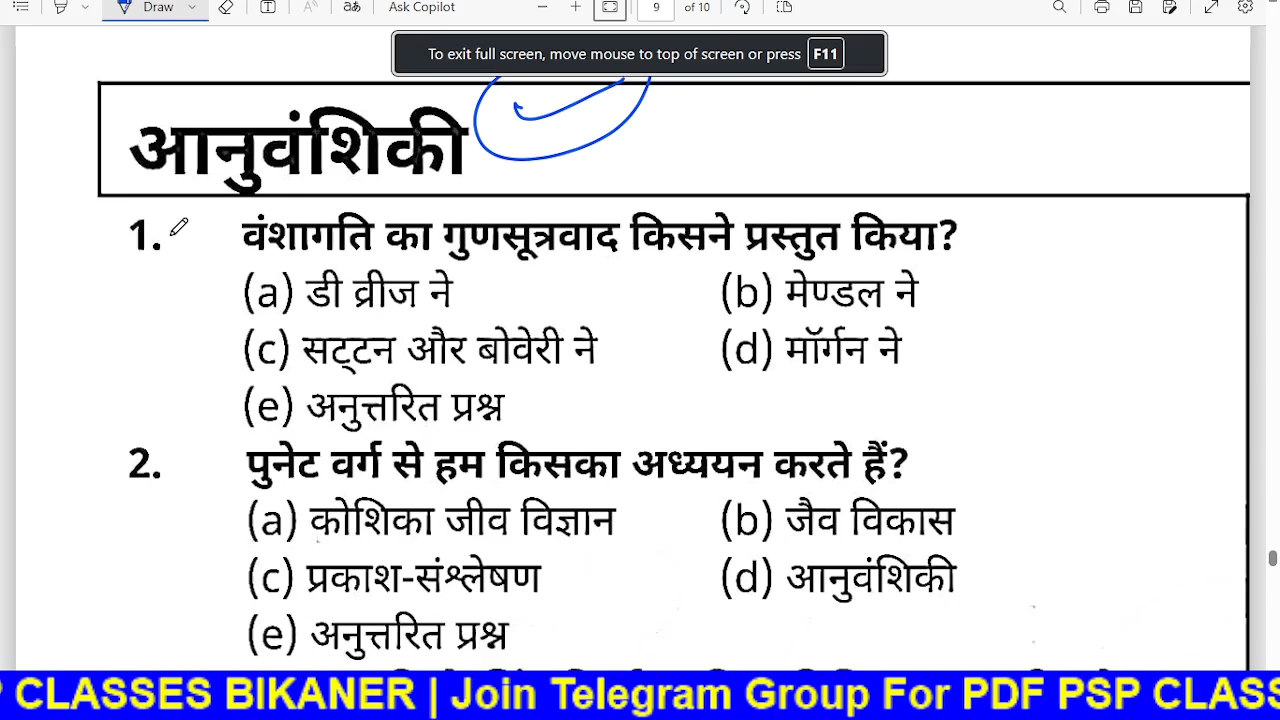 Draw
Ask Copilot
9 of 10
To exit full screen, move mouse to top of screen or press F11
आनुवंशिकी
1. वंशागति का गुणसूत्रवाद किसने प्रस्तुत किया?
(a) डी व्रीज ने (b) मेण्डल ने
(c) सट्टन और बोवेरी ने (d) मॉर्गन ने
(e) अनुत्तरित प्रश्न
2. पुनेट वर्ग से हम किसका अध्ययन करते हैं?
(a) कोशिका जीव विज्ञान (b) जैव विकास
(c) प्रकाश-संश्लेषण (d) आनुवंशिकी
(e) अनुत्तरित प्रश्न
P CLASSES BIKANER | Join Telegram Group For PDF PSP CLASS